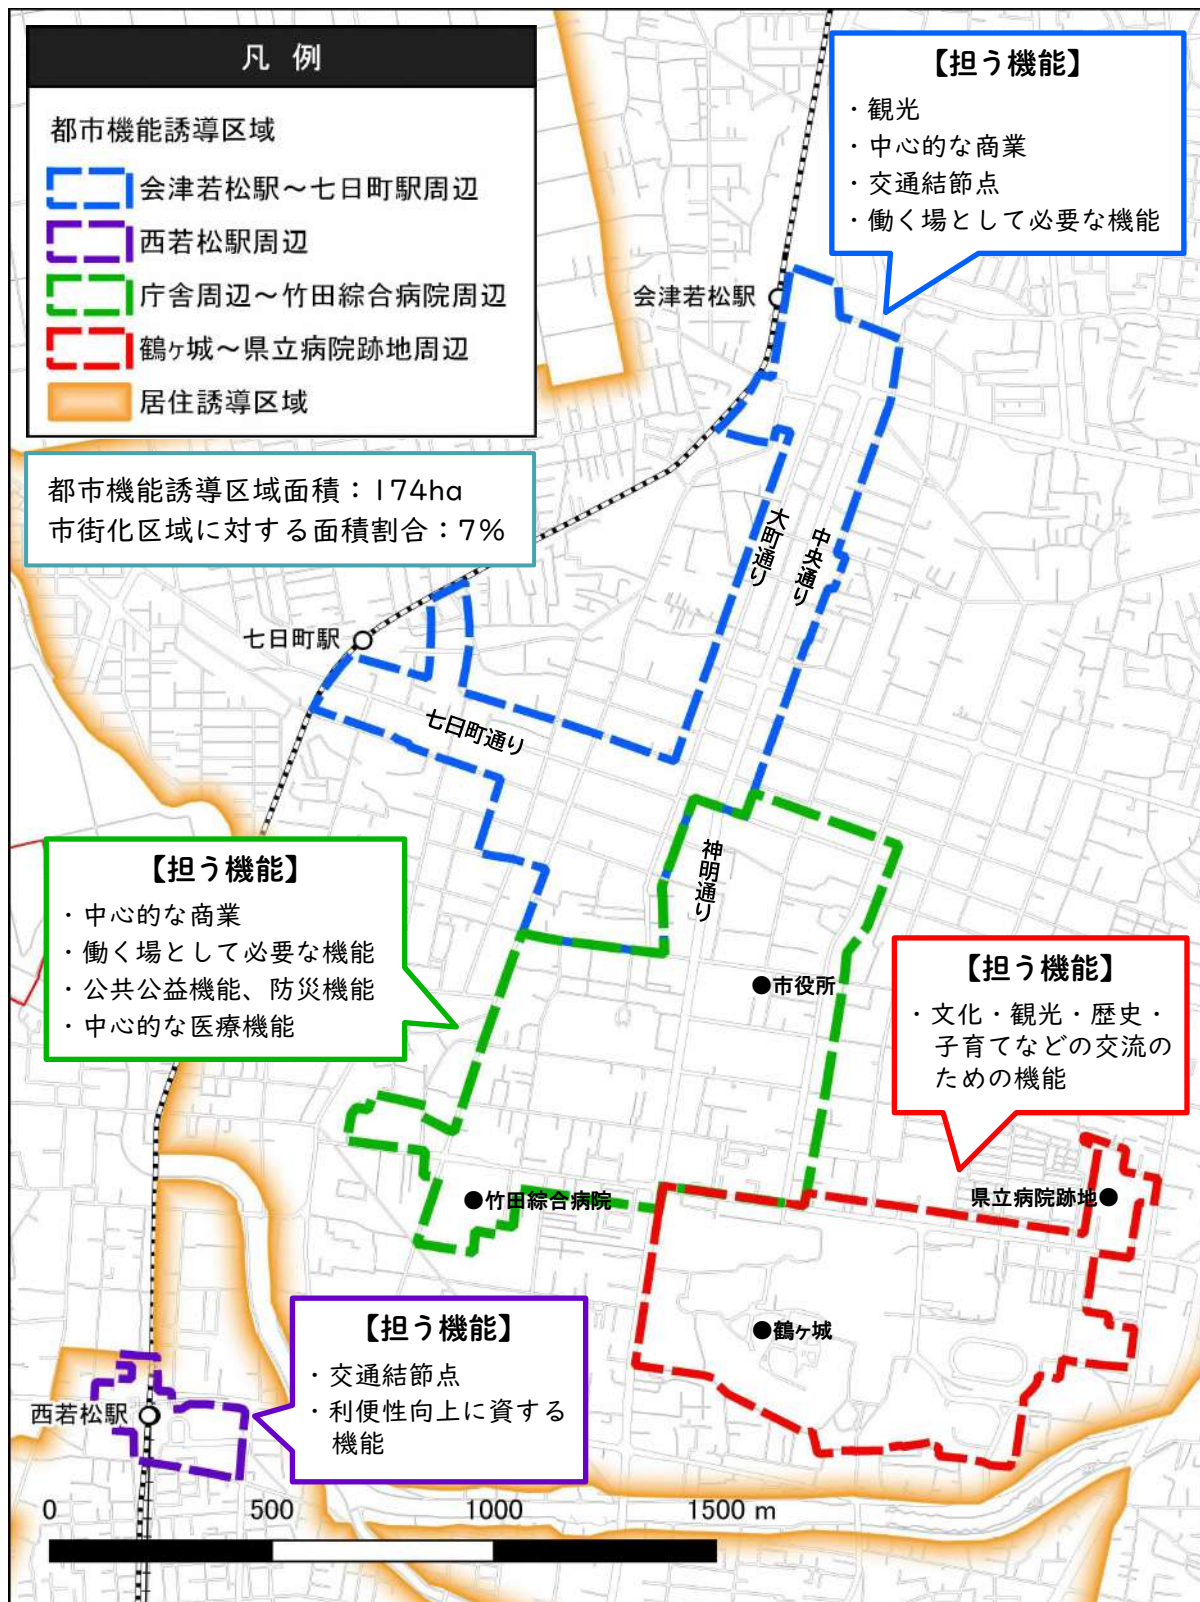 凡 例
都市機能誘導区域
会津若松駅～七日町駅周辺
西若松駅周辺
庁舎周辺～竹田綜合病院周辺
鶴ヶ城～県立病院跡地周辺
居住誘導区域
都市機能誘導区域面積：174ha
市街化区域に対する面積割合：7%
【担う機能】
・観光
・中心的な商業
・交通結節点
・働く場として必要な機能
会津若松駅
大町通り
中央通り
七日町駅
七日町通り
神明通り
【担う機能】
・中心的な商業
・働く場として必要な機能
・公共公益機能、防災機能
・中心的な医療機能
●市役所
【担う機能】
・文化・観光・歴史・
子育てなどの交流の
ための機能
●竹田綜合病院
県立病院跡地●
●鶴ヶ城
【担う機能】
・交通結節点
・利便性向上に資する
機能
西若松駅
0 500 1000 1500 m